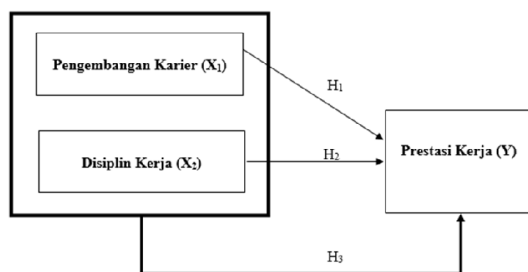 Pengembangan Karier (X₁)
H₁
Disiplin Kerja (X₂)
H₂
Prestasi Kerja (Y)
H₃